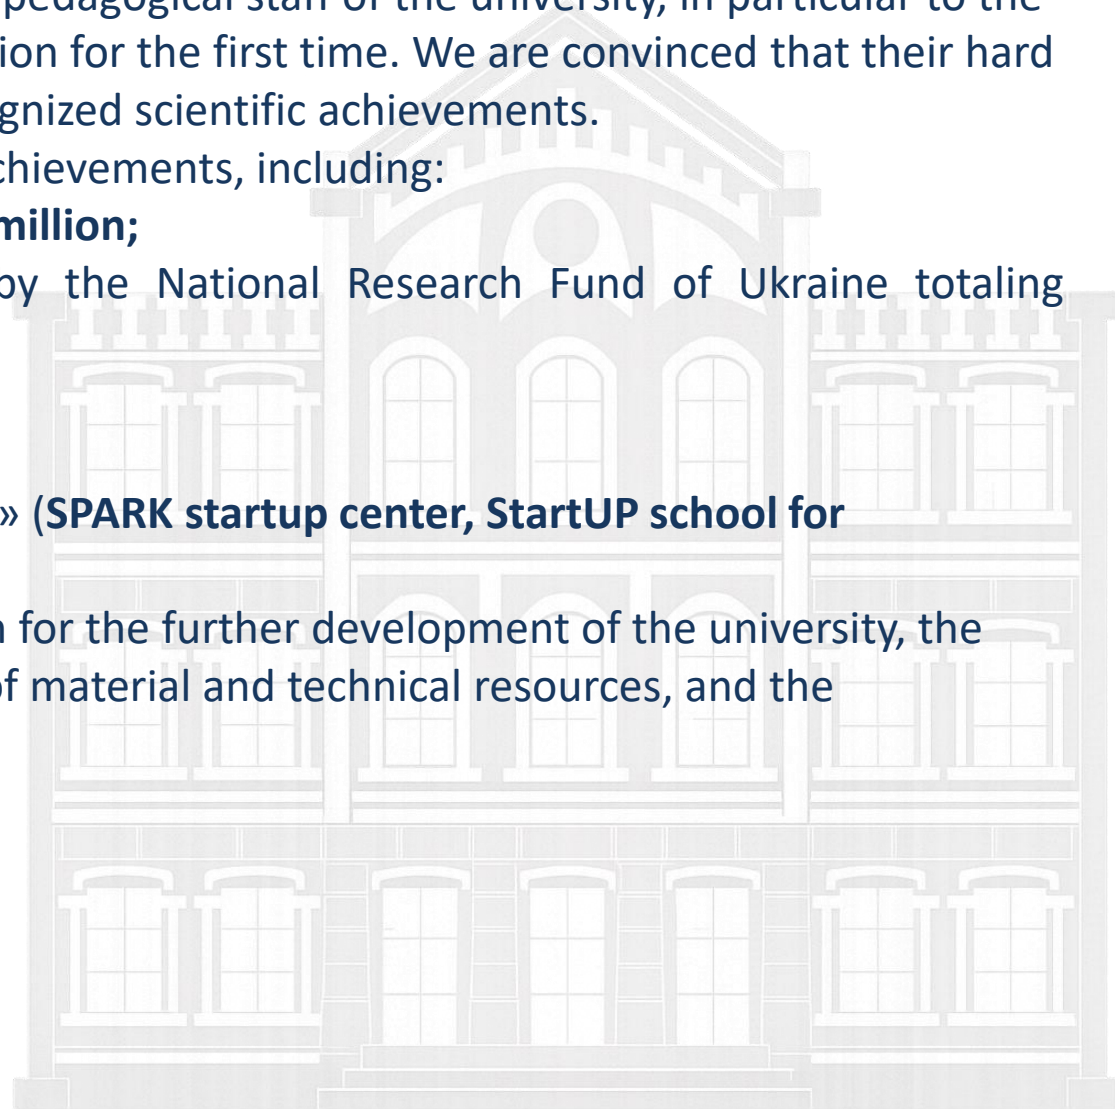 pedagogical staff of the university, in particular to the
ion for the first time. We are convinced that their hard
gnized scientific achievements.
chievements, including:
million;
by the National Research Fund of Ukraine totaling
» (SPARK startup center, StartUP school for
for the further development of the university, the
of material and technical resources, and the